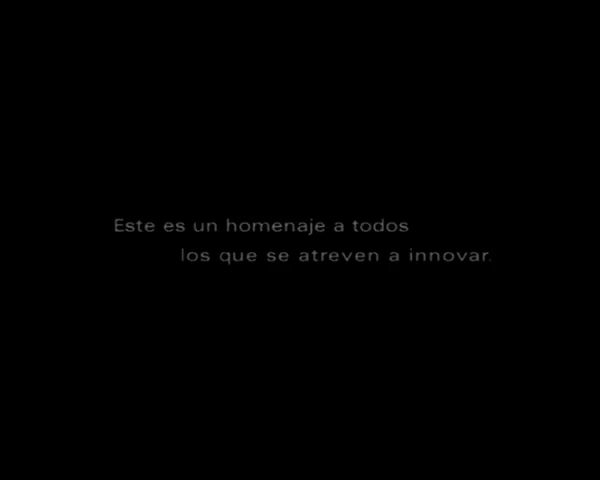 Este es un homenaje a todos
los que se atreven a innovar.